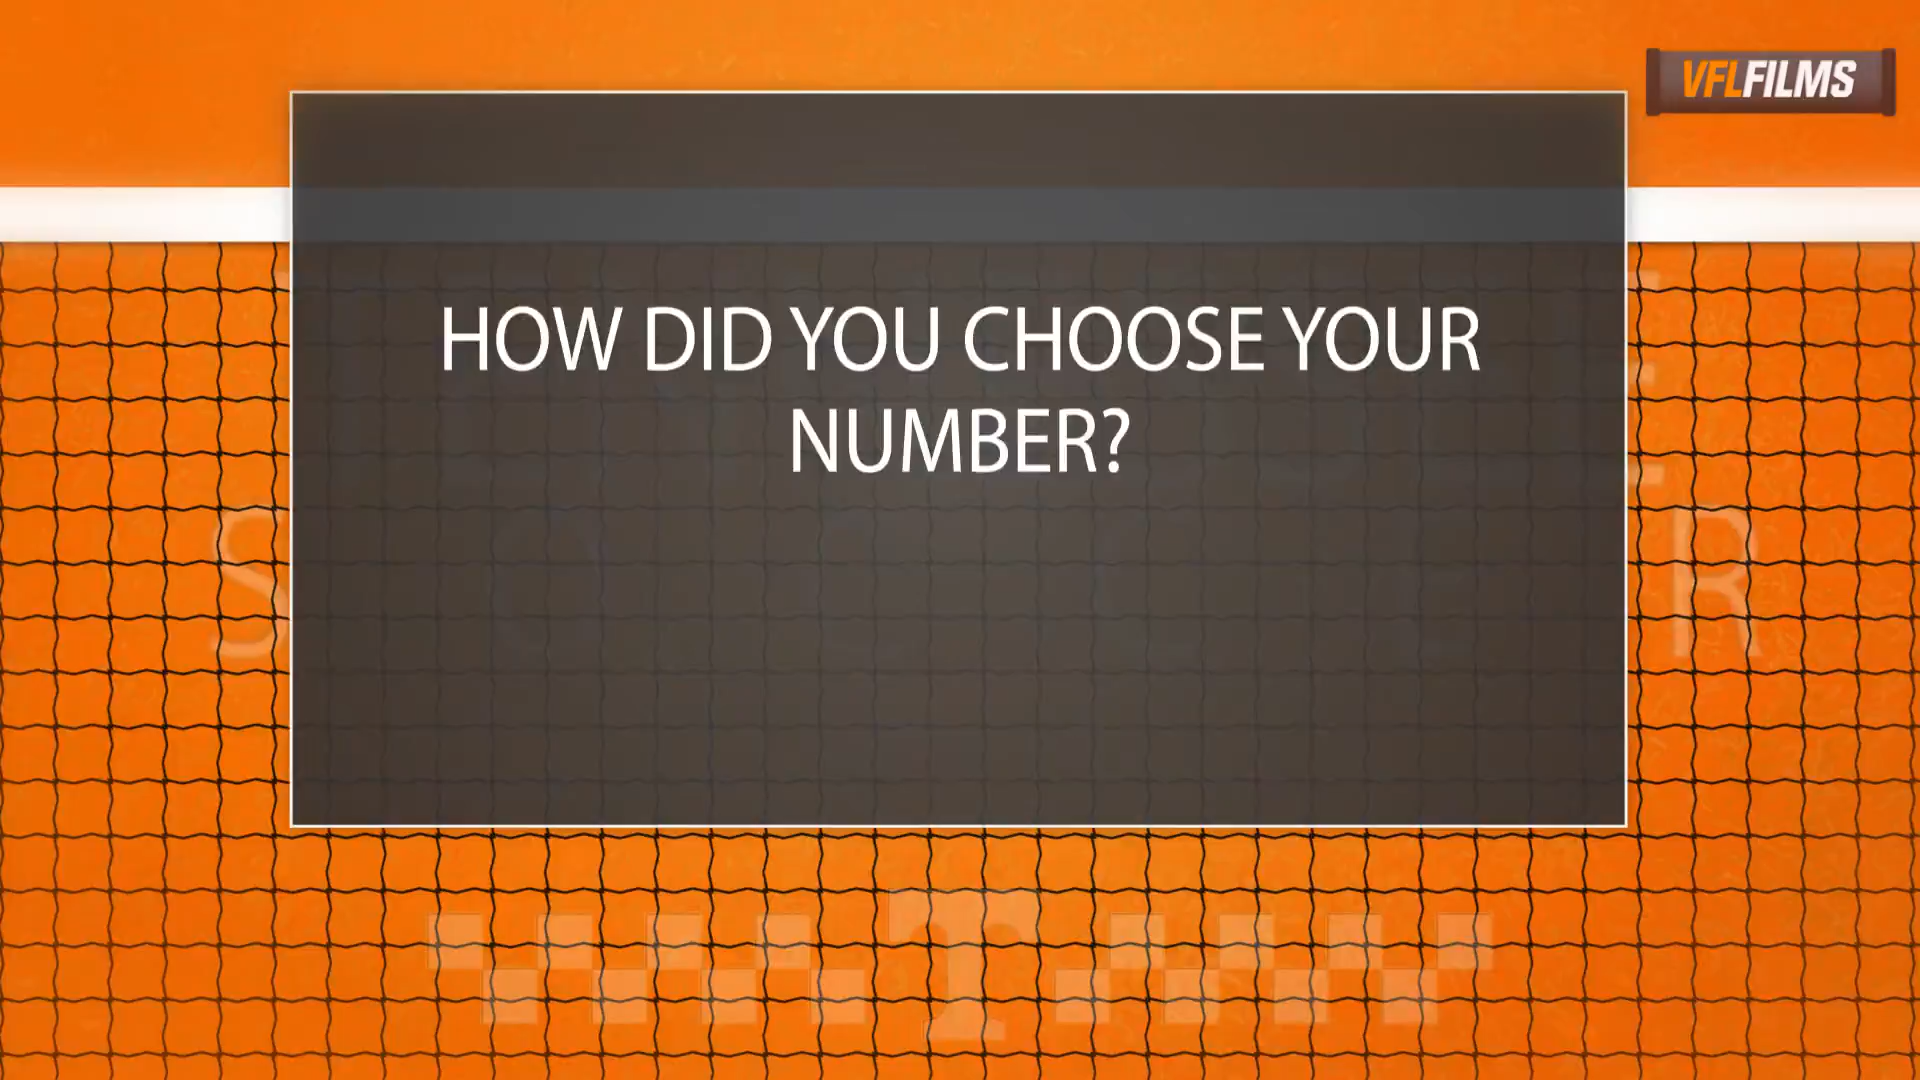 VFLFILMS
HOW DID YOU CHOOSE YOUR
NUMBER?
S R
T